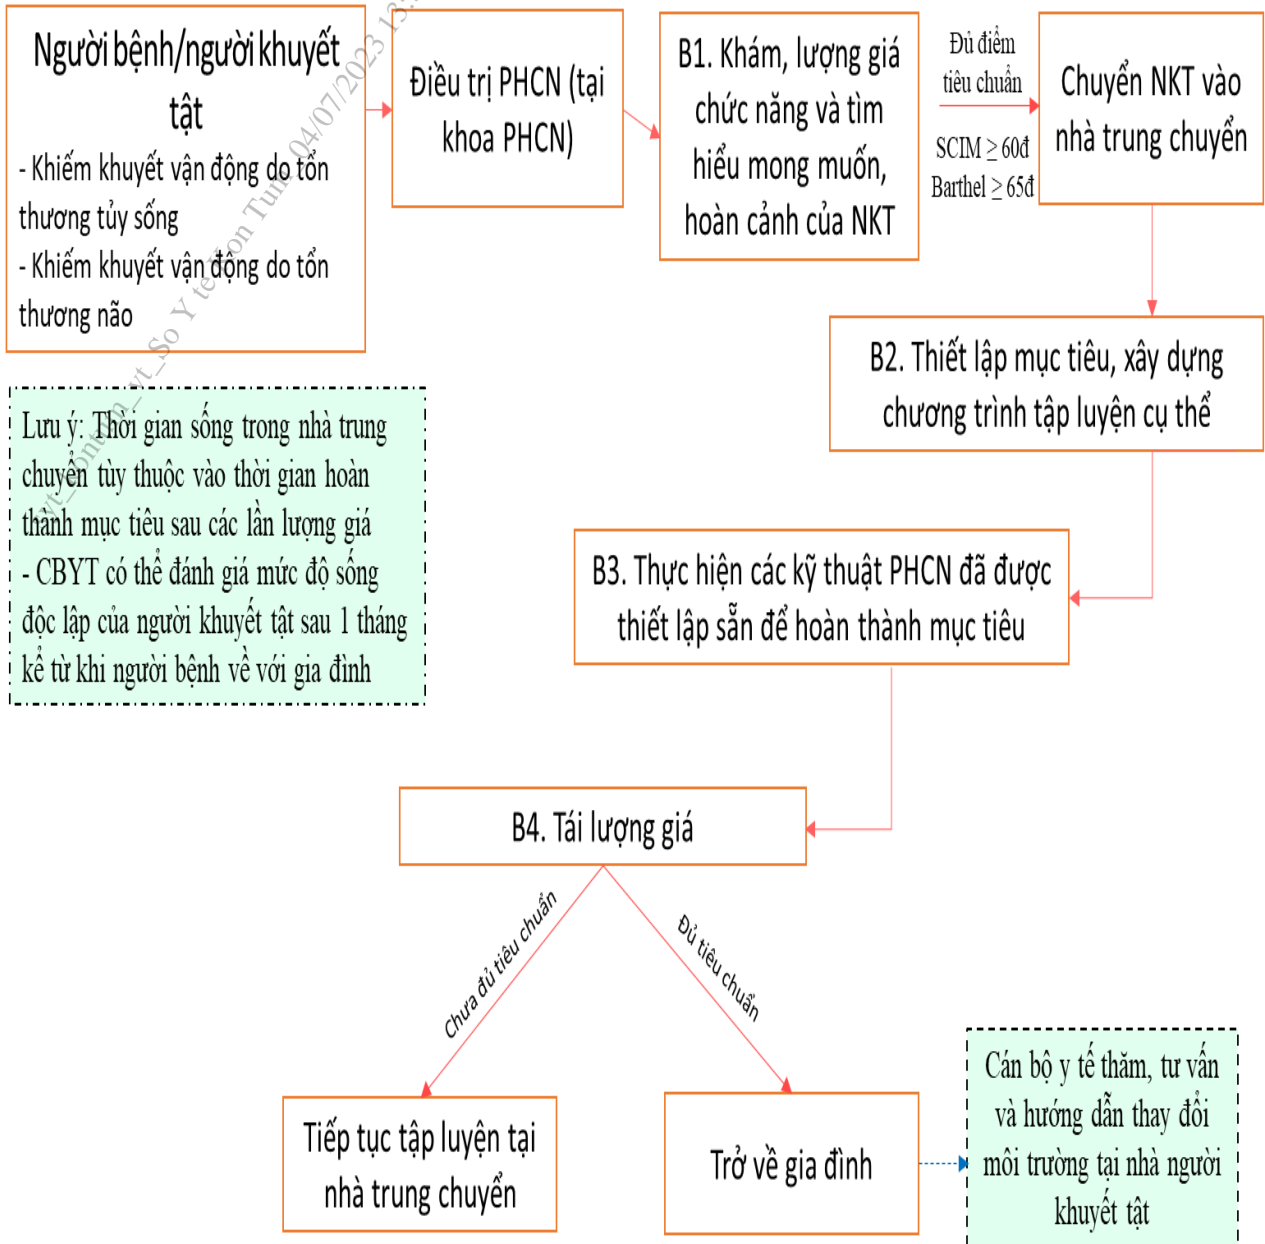 Người bệnh/người khuyết
tật
- Khiếm khuyết vận động do tổn
thương tủy sống
- Khiếm khuyết vận động do tổn
thương não
Điều trị PHCN (tại
khoa PHCN)
B1. Khám, lượng giá
chức năng và tìm
hiểu mong muốn,
hoàn cảnh của NKT
Đủ điểm
tiêu chuẩn
SCIM ≥ 60đ
Barthel ≥ 65đ
Chuyển NKT vào
nhà trung chuyển
B2. Thiết lập mục tiêu, xây dựng
chương trình tập luyện cụ thể
Lưu ý: Thời gian sống trong nhà trung
chuyển tùy thuộc vào thời gian hoàn
thành mục tiêu sau các lần lượng giá
- CBYT có thể đánh giá mức độ sống
độc lập của người khuyết tật sau 1 tháng
kể từ khi người bệnh về với gia đình
B3. Thực hiện các kỹ thuật PHCN đã được
thiết lập sẵn để hoàn thành mục tiêu
B4. Tái lượng giá
Chưa đủ tiêu chuẩn
Đủ tiêu chuẩn
Tiếp tục tập luyện tại
nhà trung chuyển
Trở về gia đình
Cán bộ y tế thăm, tư vấn
và hướng dẫn thay đổi
môi trường tại nhà người
khuyết tật
vt_So Y te Kon Tum 04/07/2023